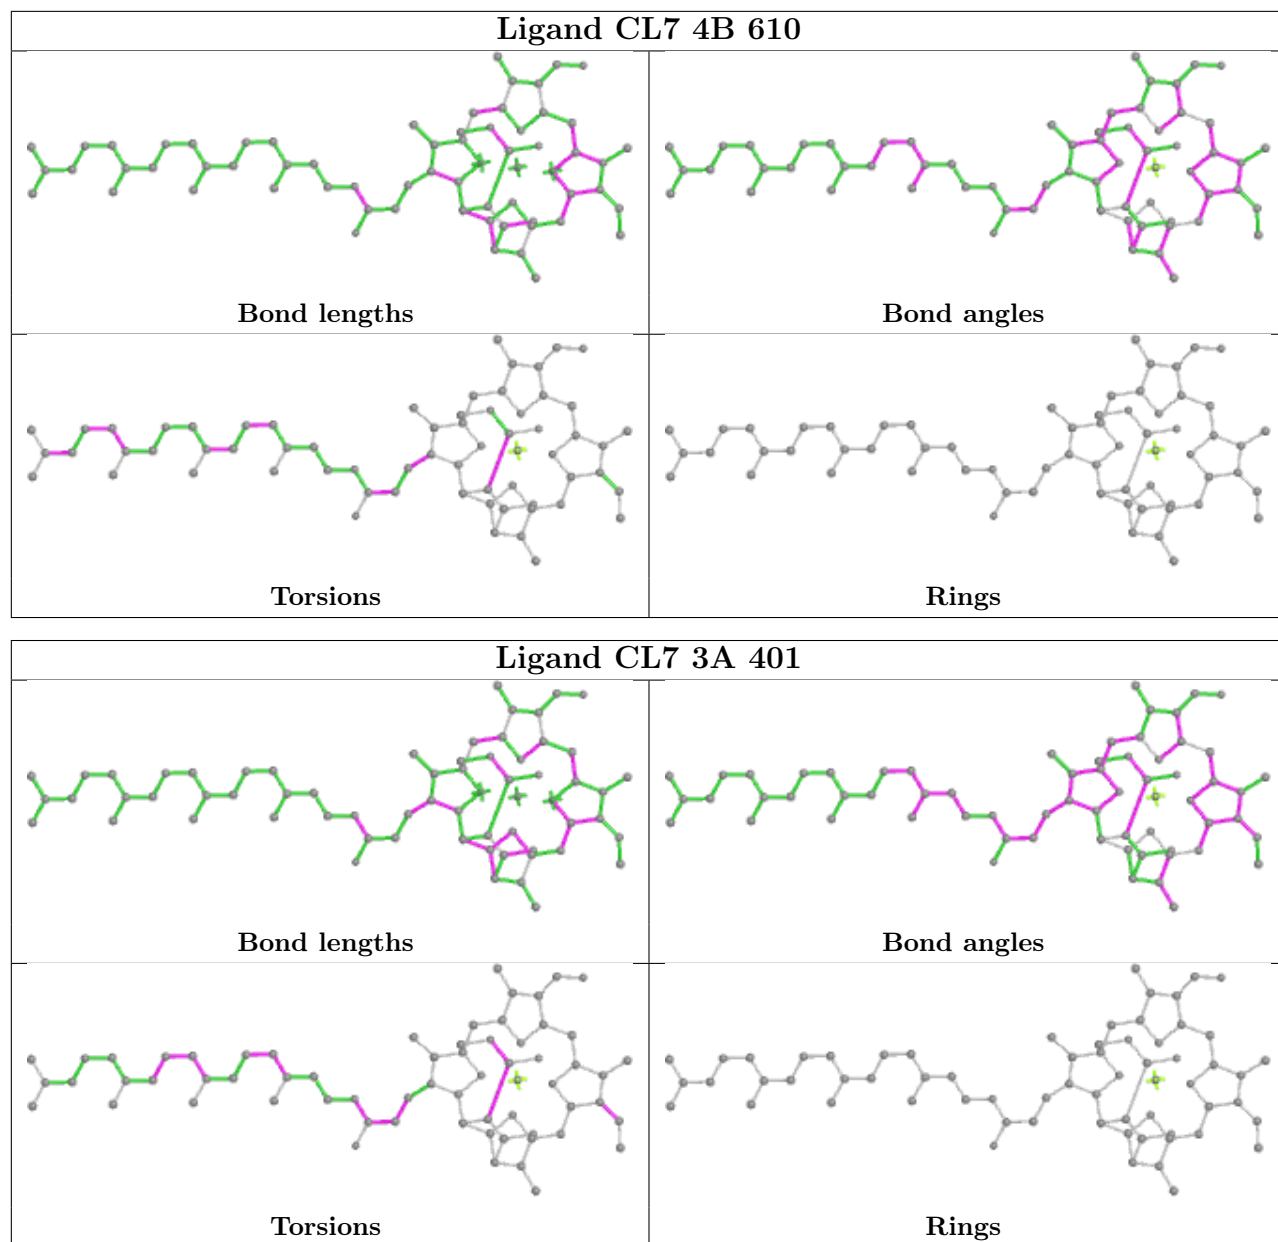 Ligand CL7 4B 610
Bond lengths
Bond angles
Torsions
Rings
Ligand CL7 3A 401
Bond lengths
Bond angles
Torsions
Rings